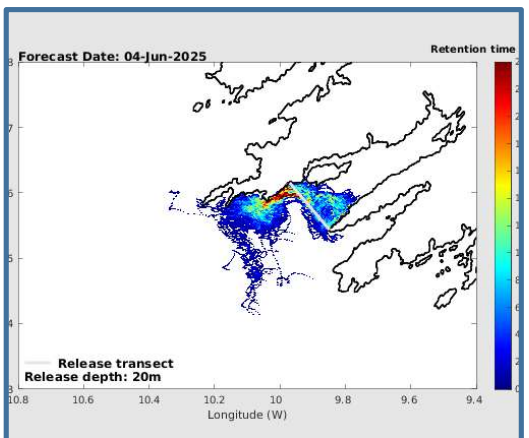 Retention time
Forecast Date: 04-Jun-2025
Release transect
Release depth: 20m
10.8 10.6 10.4 10.2 10 9.8 9.6 9.4
Longitude (W)